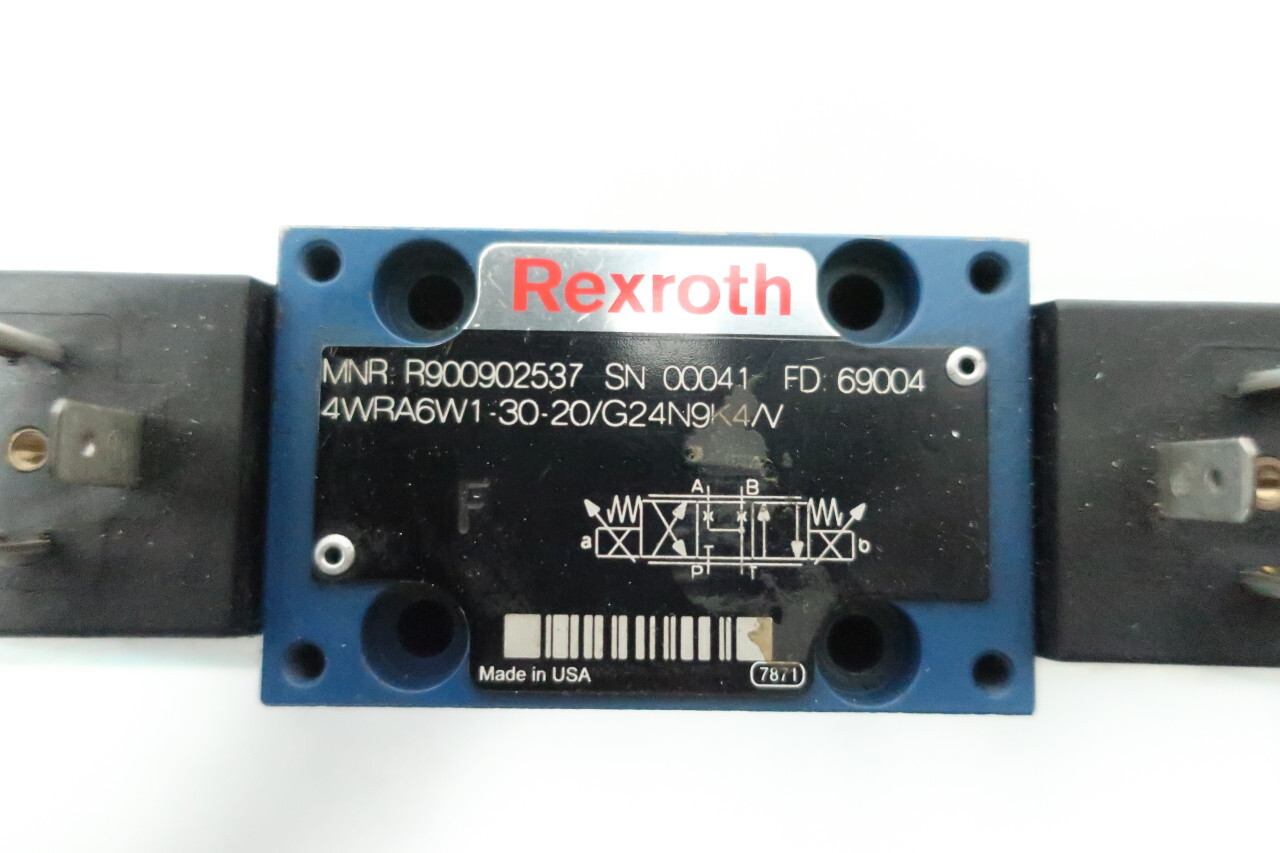 Rexroth
MNR: R900902537 SN 00041 FD: 69004
4WRA6W1-30-20/G24N9K4/V
F
A B
a b
P T
Made in USA 7871